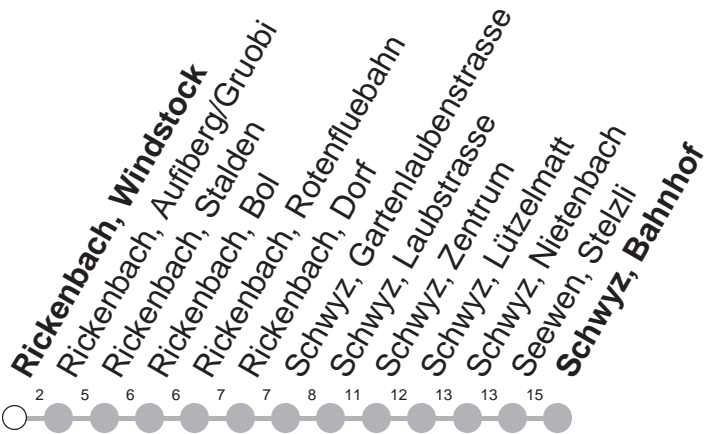 Rickenbach, Windstock
Rickenbach, Aufiberg/Gruobi
Rickenbach, Stalden
Rickenbach, Bol
Rickenbach, Rotenfluebahn
Rickenbach, Dorf
Schwyz, Gartenlaubenstrasse
Schwyz, Laubstrasse
Schwyz, Zentrum
Schwyz, Lützelmatt
Schwyz, Nietenbach
Seewen, Stelzli
Schwyz, Bahnhof
2 5 6 6 7 7 8 11 12 13 13 15